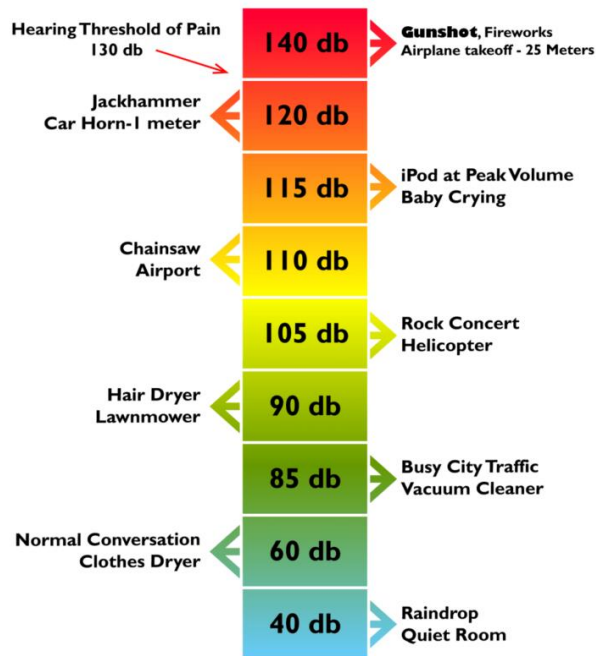 Hearing Threshold of Pain
130 db
140 db
Gunshot, Fireworks
Airplane takeoff - 25 Meters
Jackhammer
Car Horn-1 meter
120 db
115 db
iPod at Peak Volume
Baby Crying
Chainsaw
Airport
110 db
105 db
Rock Concert
Helicopter
Hair Dryer
Lawnmower
90 db
85 db
Busy City Traffic
Vacuum Cleaner
Normal Conversation
Clothes Dryer
60 db
40 db
Raindrop
Quiet Room